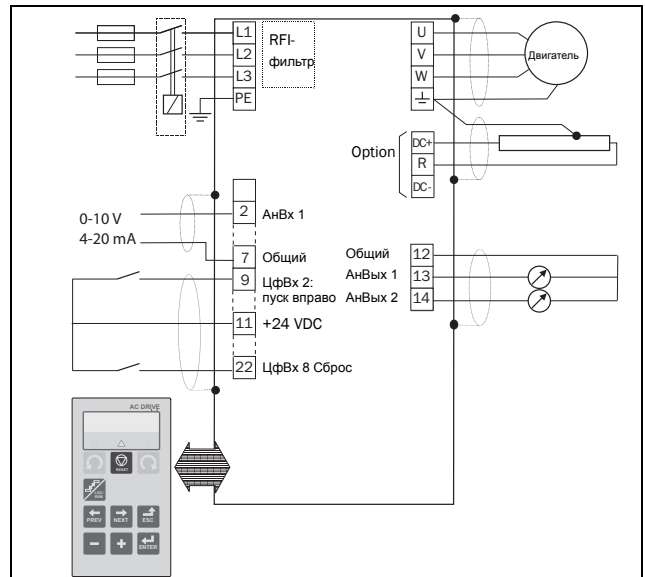 L1
RFI-
фильтр
L2
L3
PE
U
V
W
Двигатель
Option
DC+
R
DC-
0-10 V
4-20 mA
2 АнВх 1
7 Общий
9 ЦфВх 2:
пуск вправо
11 +24 VDC
22 ЦфВх 8 Сброс
Общий 12
АнВых 1 13
АнВых 2 14
AC DRIVE
RESET
PREV
NEXT
ESC
ENTER